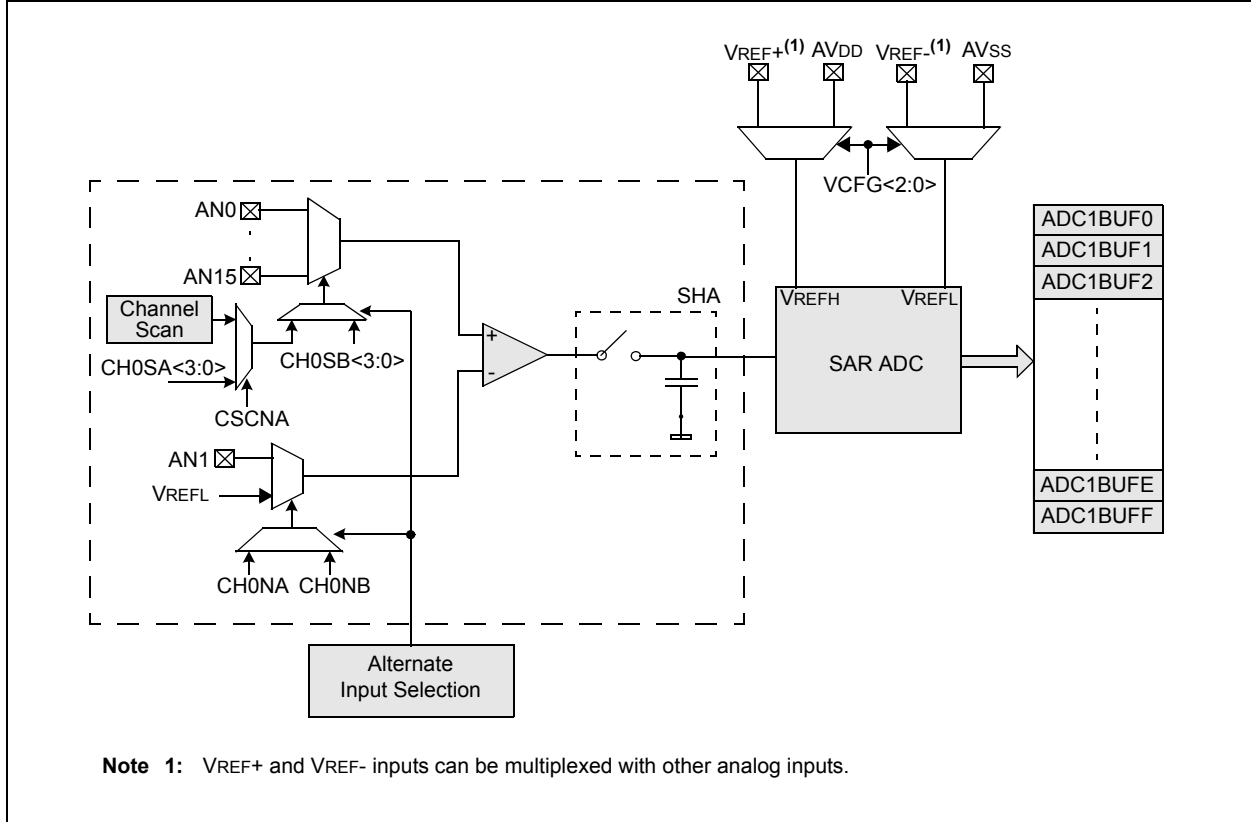 VREF+(1) AVDD VREF-(1) AVSS
VCFG<2:0>
AN0
AN15
Channel
Scan
CH0SA<3:0>
CH0SB<3:0>
CSCNA
AN1
VREFL
CH0NA CH0NB
+
-
SHA
VREFH VREFL
SAR ADC
ADC1BUF0
ADC1BUF1
ADC1BUF2
ADC1BUFE
ADC1BUFF
Alternate
Input Selection
Note 1: VREF+ and VREF- inputs can be multiplexed with other analog inputs.